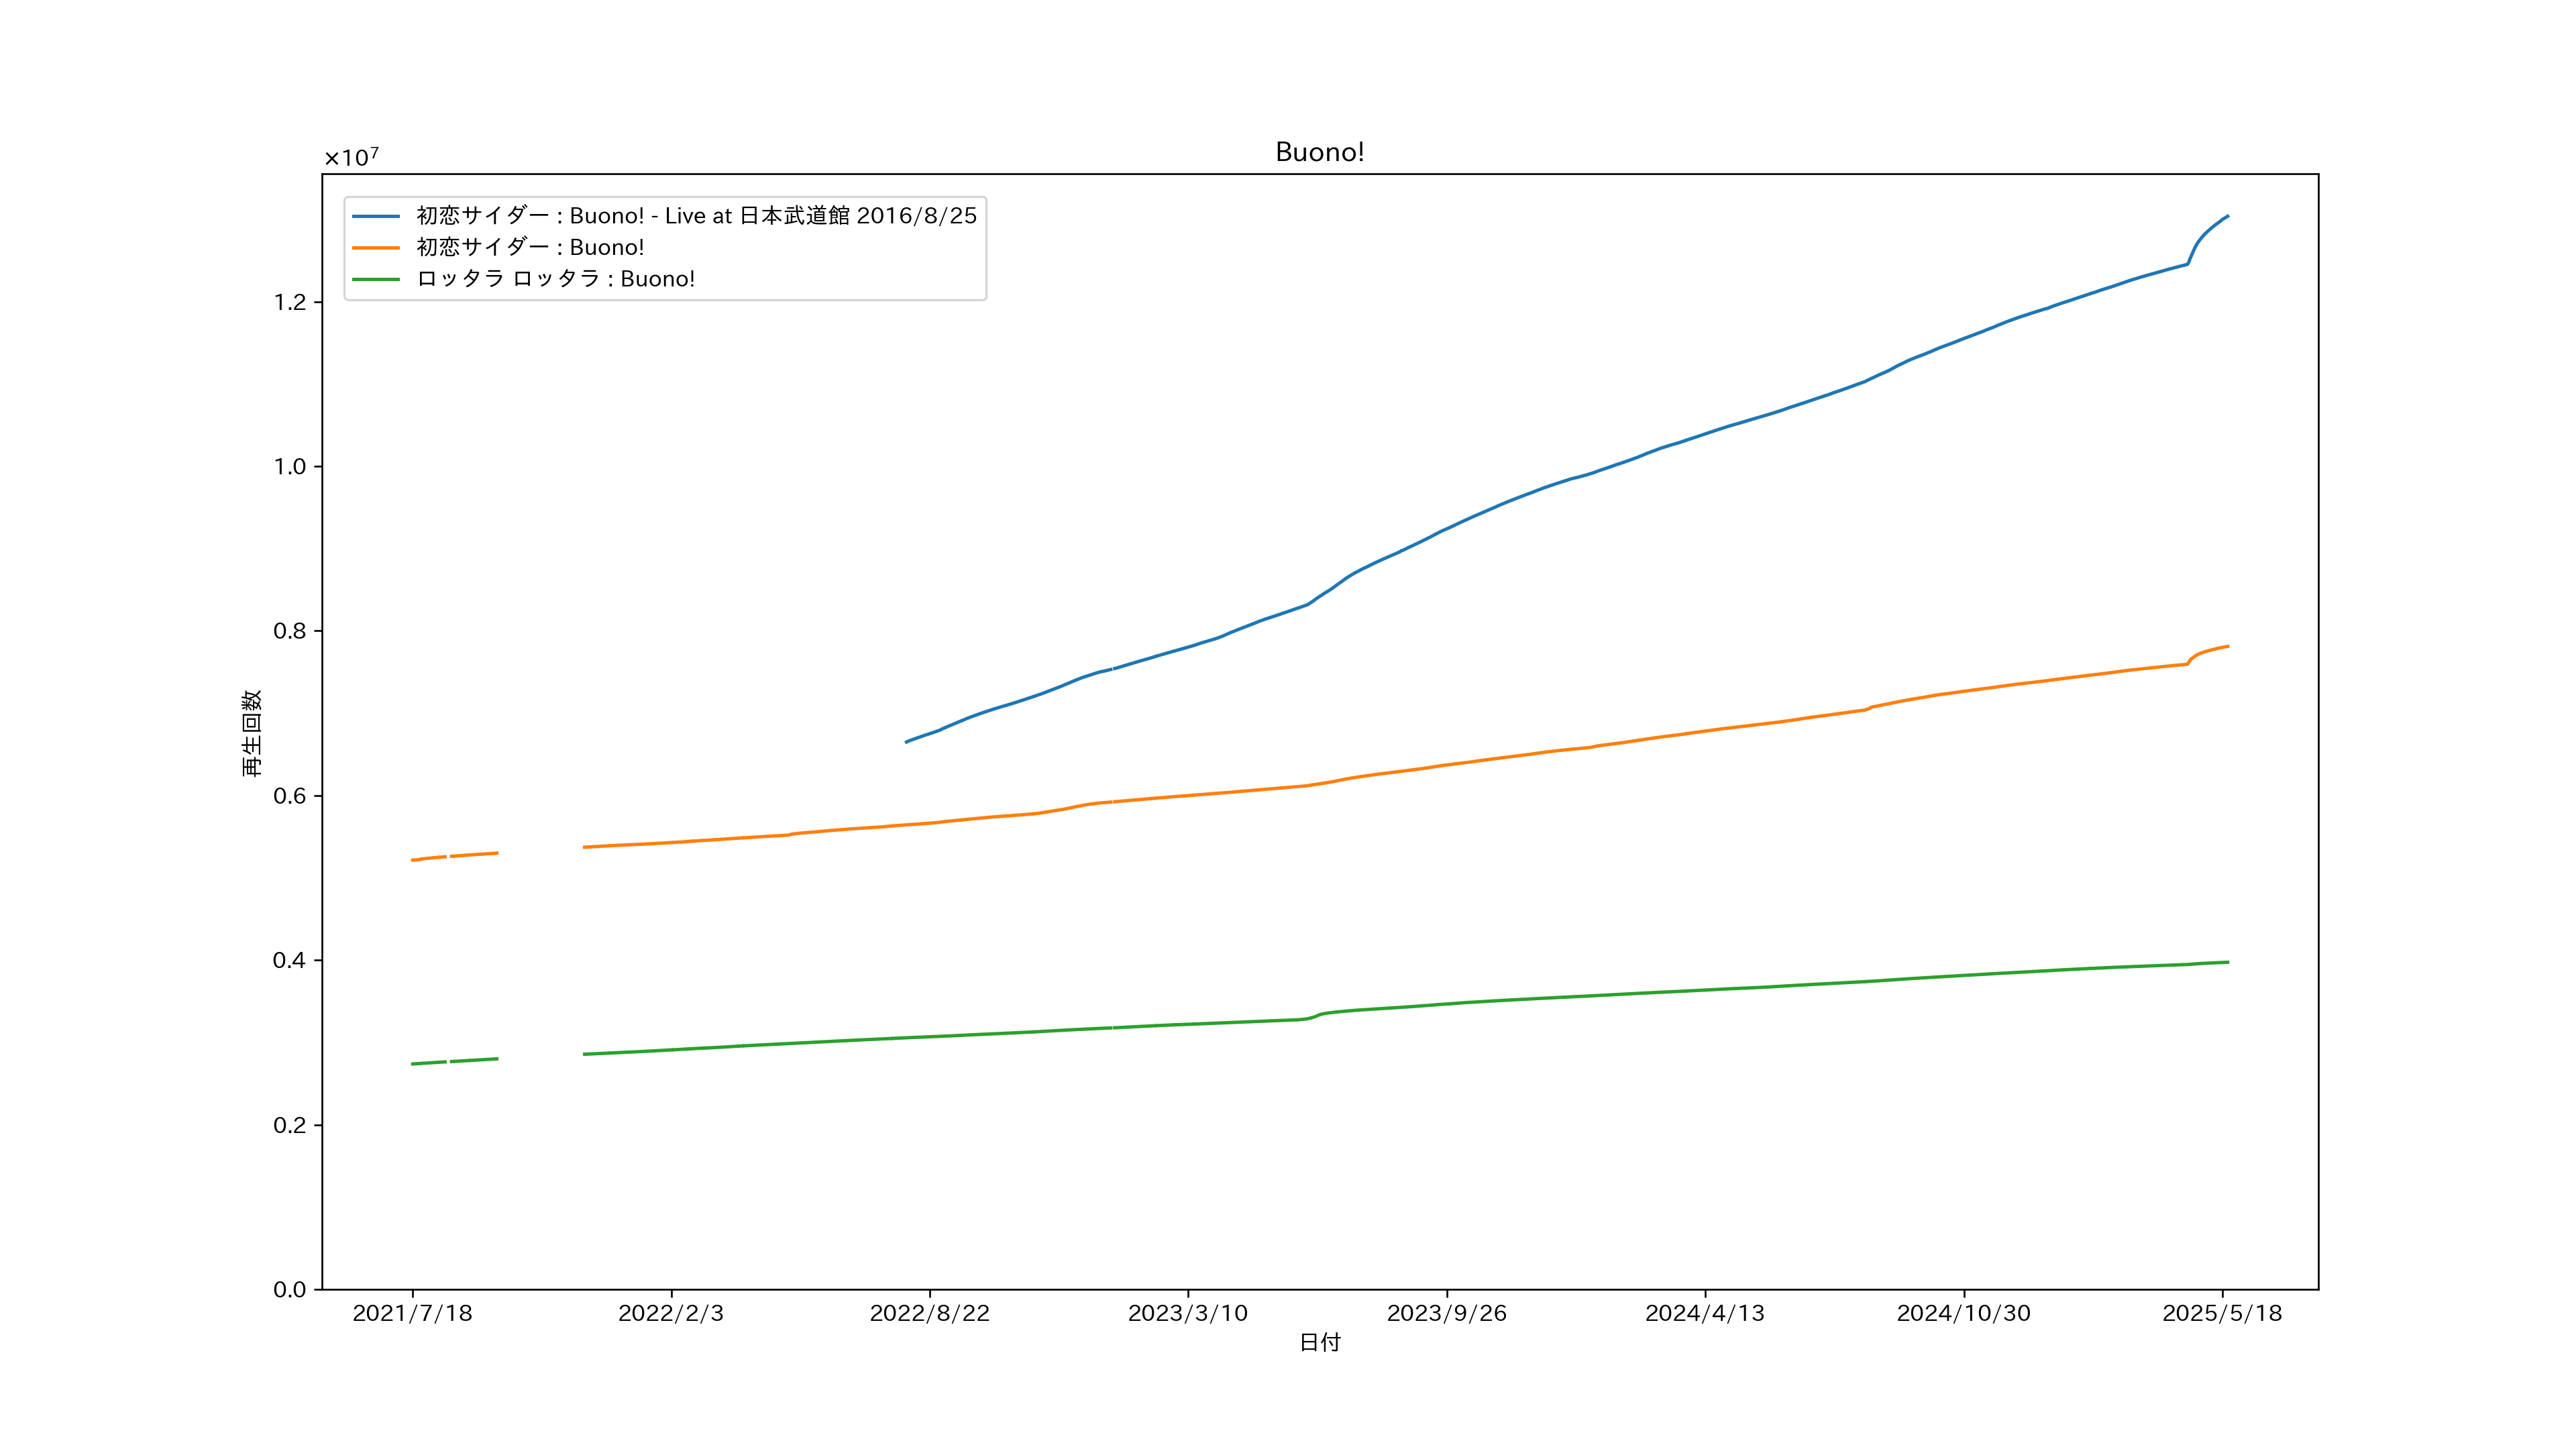 Buono!
×10⁷
初恋サイダー : Buono! - Live at 日本武道館 2016/8/25
初恋サイダー : Buono!
ロッタラ ロッタラ : Buono!
1.2
1.0
0.8
0.6
0.4
0.2
0.0
再生回数
2021/7/18
2022/2/3
2022/8/22
2023/3/10
2023/9/26
2024/4/13
2024/10/30
2025/5/18
日付